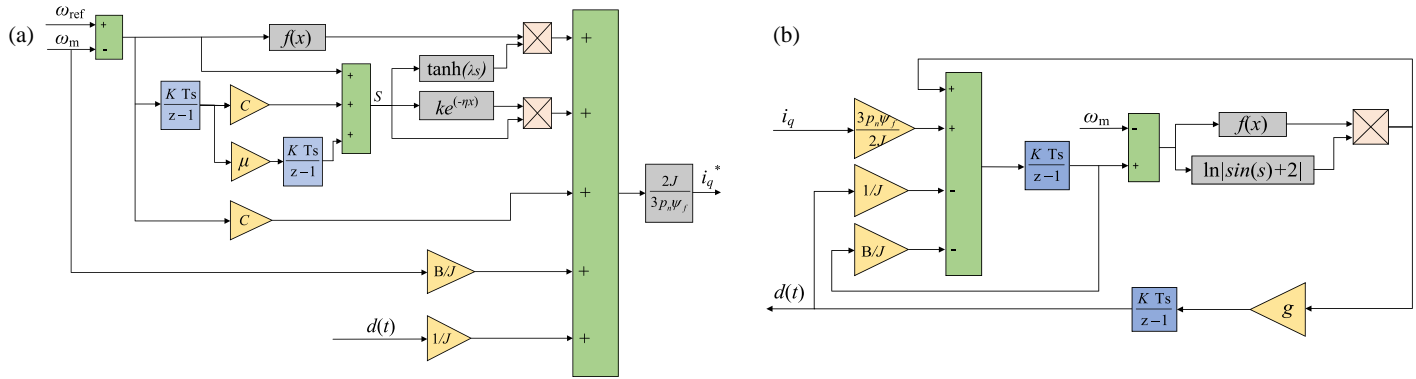 (a)
ω_ref
ω_m
+
-
f(x)
tanh(λs)
ke^(-ηx)
K Ts
z−1
C
μ
K Ts
z−1
+
+
+
S
C
B/J
d(t)
1/J
+
+
+
+
+
2J
3p_nψ_f
i_q*
(b)
i_q
3p_nψ_f
2J
1/J
B/J
+
+
-
-
K Ts
z−1
ω_m
-
+
f(x)
ln|sin(s)+2|
d(t)
K Ts
z−1
g